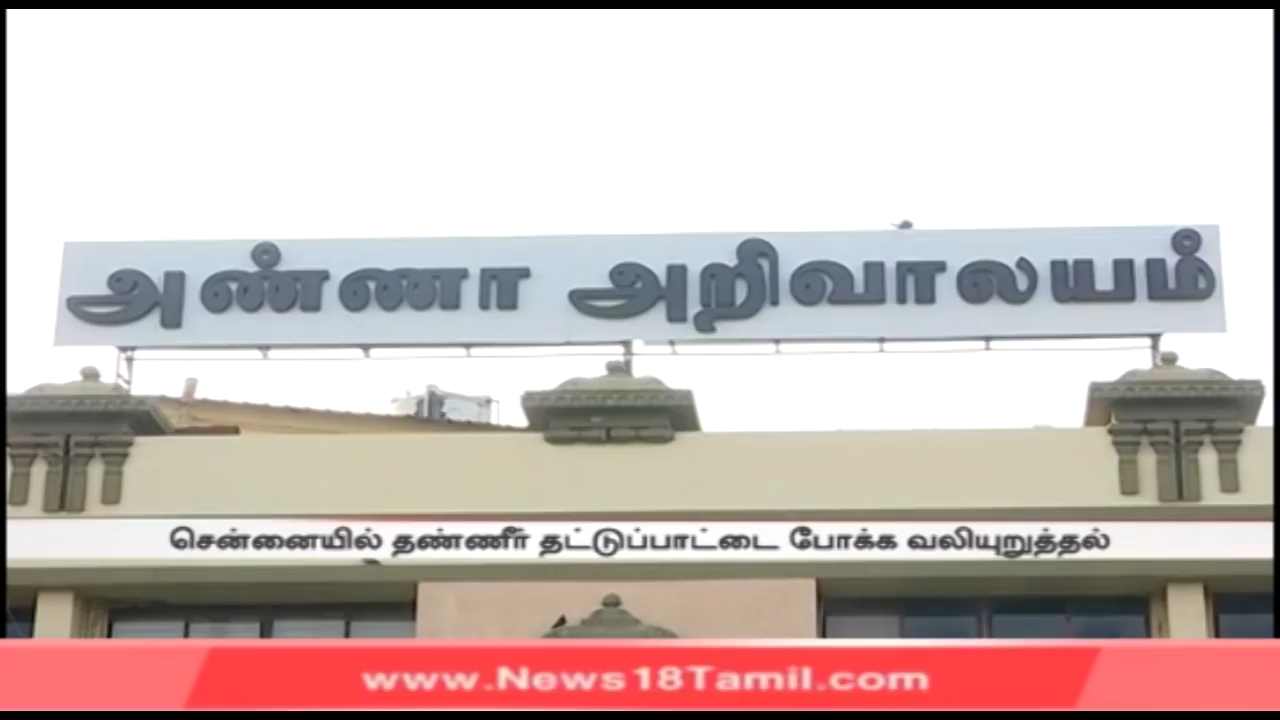 அண்ணா அறிவாலயம்
சென்னையில் தண்ணீர் தட்டுப்பாட்டை போக்க வலியுறுத்தல்
www.News18Tamil.com